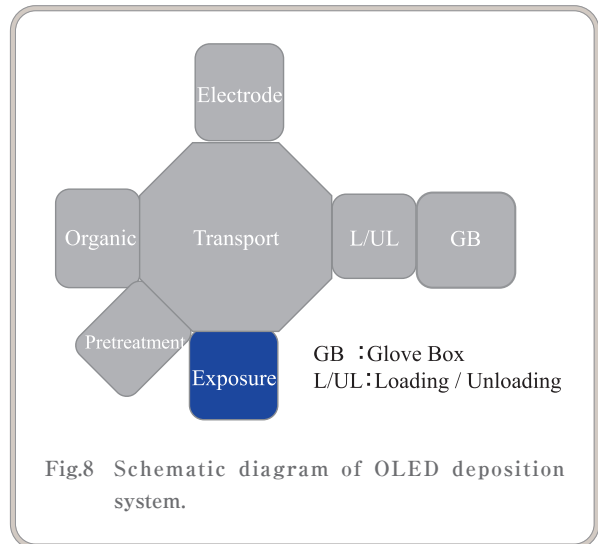 Electrode
Organic
Transport
L/UL
GB
Pretreatment
Exposure
GB :Glove Box
L/UL:Loading / Unloading
Fig.8 Schematic diagram of OLED deposition
system.